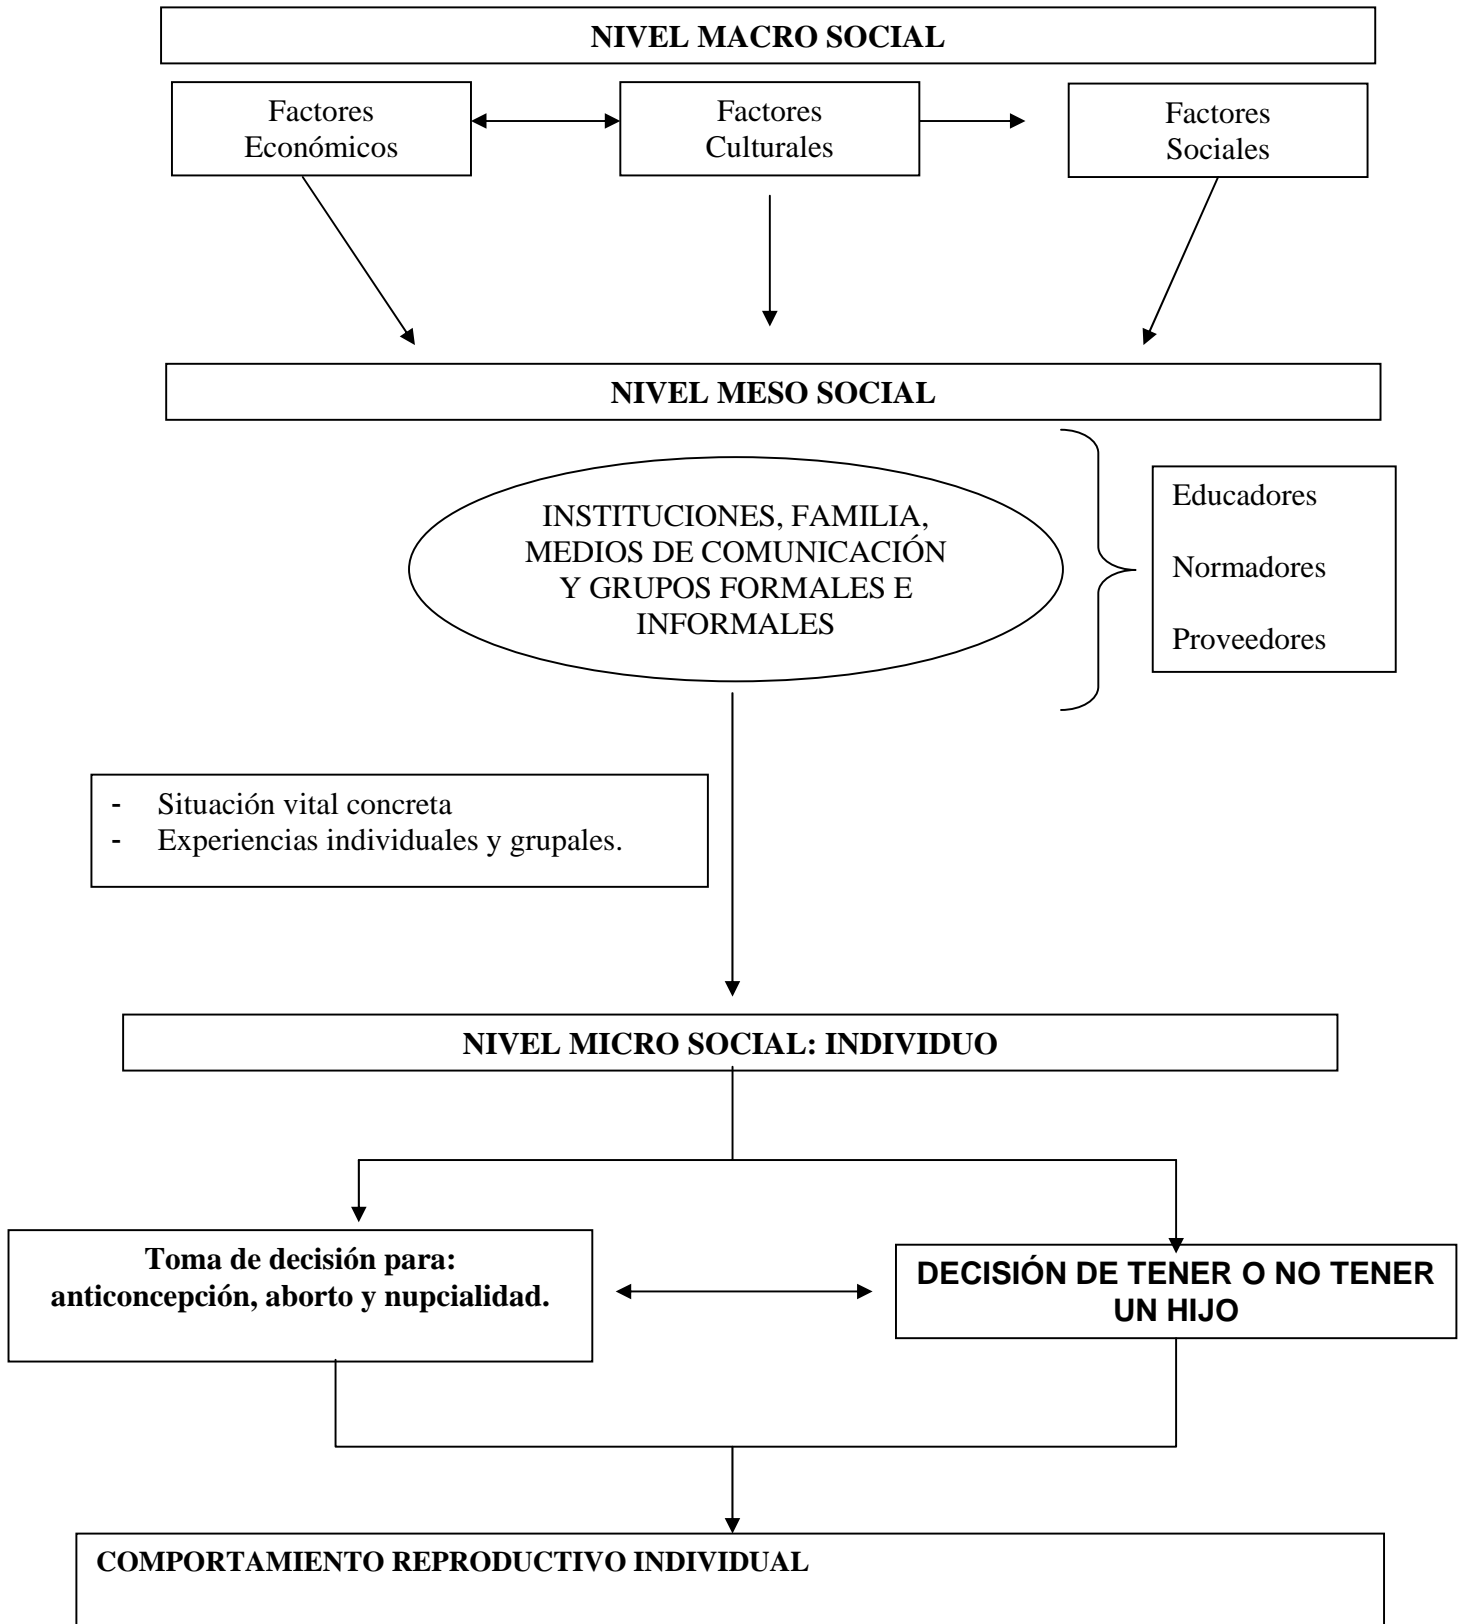 NIVEL MACRO SOCIAL
Factores
Económicos
Factores
Culturales
Factores
Sociales
NIVEL MESO SOCIAL
INSTITUCIONES, FAMILIA,
MEDIOS DE COMUNICACIÓN
Y GRUPOS FORMALES E
INFORMALES
Educadores
Normadores
Proveedores
- Situación vital concreta
- Experiencias individuales y grupales.
NIVEL MICRO SOCIAL: INDIVIDUO
Toma de decisión para:
anticoncepción, aborto y nupcialidad.
DECISIÓN DE TENER O NO TENER
UN HIJO
COMPORTAMIENTO REPRODUCTIVO INDIVIDUAL